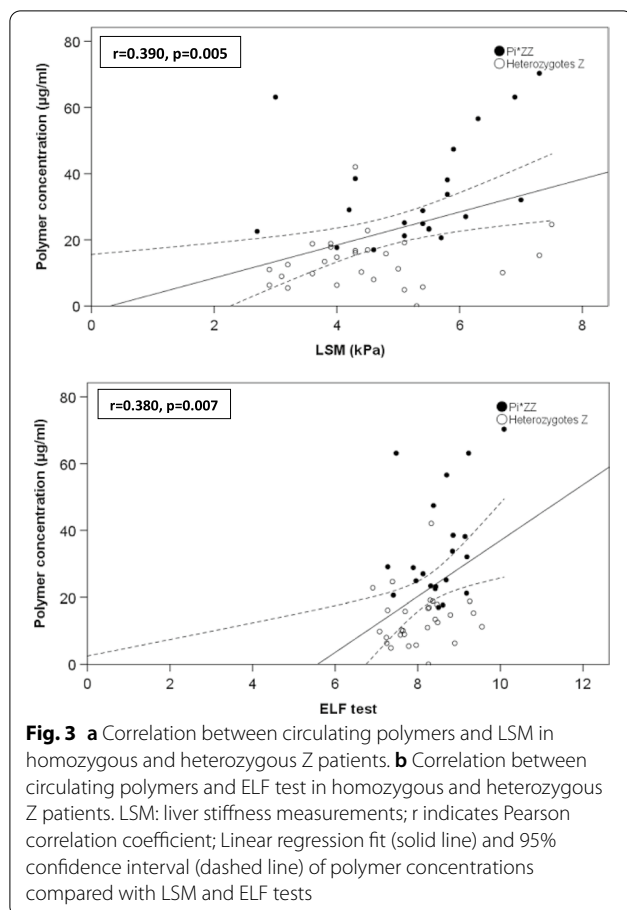 80
60
40
20
0
Polymer concentration (µg/ml)
r=0.390, p=0.005
Pi*ZZ
Heterozygotes Z
0 2 4 6 8
LSM (kPa)
80
60
40
20
0
Polymer concentration (µg/ml)
r=0.380, p=0.007
Pi*ZZ
Heterozygotes Z
0 2 4 6 8 10 12
ELF test
Fig. 3 a Correlation between circulating polymers and LSM in
homozygous and heterozygous Z patients. b Correlation between
circulating polymers and ELF test in homozygous and heterozygous
Z patients. LSM: liver stiffness measurements; r indicates Pearson
correlation coefficient; Linear regression fit (solid line) and 95%
confidence interval (dashed line) of polymer concentrations
compared with LSM and ELF tests